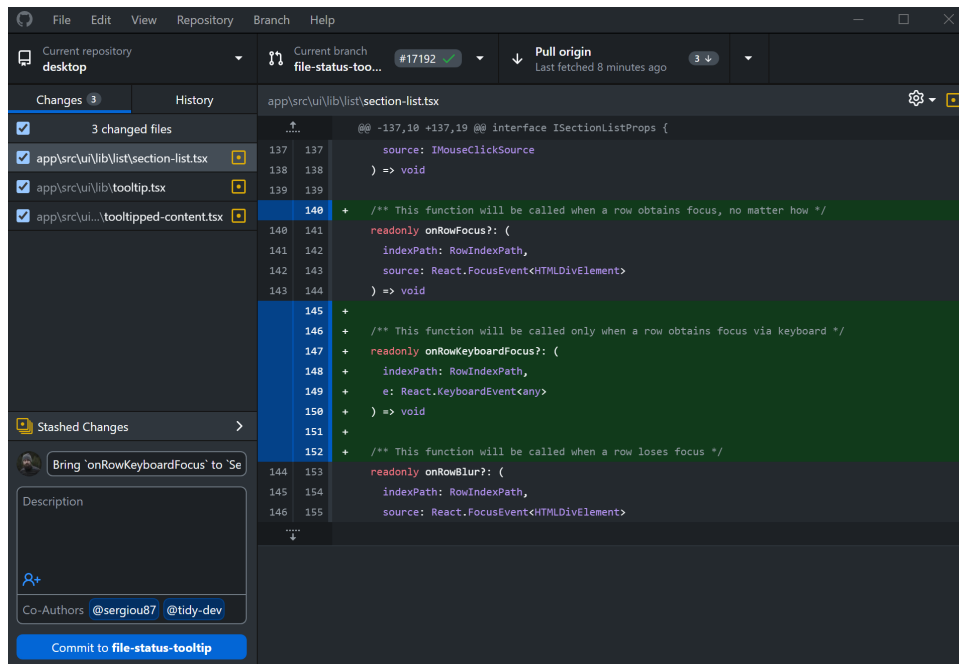 File Edit View Repository Branch Help
Current repository
desktop
Current branch
file-status-too...
#17192
Pull origin
Last fetched 8 minutes ago
3
Changes 3
History
app\src\ui\lib\list\section-list.tsx
3 changed files
app\src\ui\lib\list\section-list.tsx
app\src\ui\lib\tooltip.tsx
app\src\ui...\tooltipped-content.tsx
@@ -137,10 +137,19 @@ interface ISectionListProps {
137 137 source: IMouseClickSource
138 138 ) => void
139 139
140 + /** This function will be called when a row obtains focus, no matter how */
140 141 readonly onRowFocus?: (
141 142 indexPath: RowIndexPath,
142 143 source: React.FocusEvent<HTMLDivElement>
143 144 ) => void
145 +
146 + /** This function will be called only when a row obtains focus via keyboard */
147 + readonly onRowKeyboardFocus?: (
148 + indexPath: RowIndexPath,
149 + e: React.KeyboardEvent<any>
150 + ) => void
151 +
152 + /** This function will be called when a row loses focus */
144 153 readonly onRowBlur?: (
145 154 indexPath: RowIndexPath,
146 155 source: React.FocusEvent<HTMLDivElement>
Stashed Changes
Bring `onRowKeyboardFocus` to `Se
Description
Co-Authors @sergiou87 @tidy-dev
Commit to file-status-tooltip